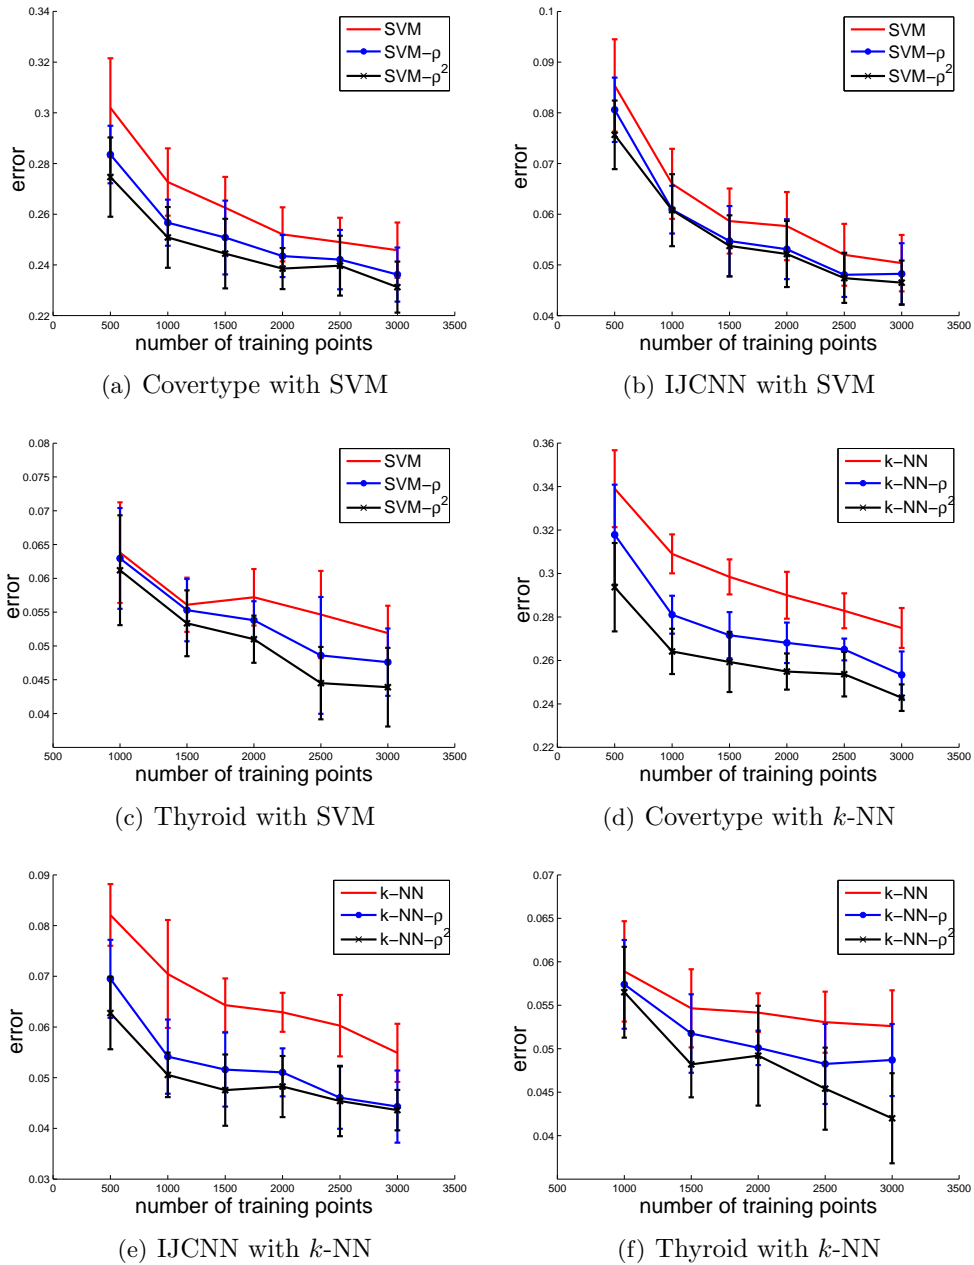 0.34
0.32
0.3
0.28
0.26
0.24
0.22
0 500 1000 1500 2000 2500 3000 3500
error
number of training points
SVM
SVM−ρ
SVM−ρ²
(a) Covertype with SVM
0.1
0.09
0.08
0.07
0.06
0.05
0.04
0 500 1000 1500 2000 2500 3000 3500
error
number of training points
SVM
SVM−ρ
SVM−ρ²
(b) IJCNN with SVM
0.08
0.075
0.07
0.065
0.06
0.055
0.05
0.045
0.04
500 1000 1500 2000 2500 3000 3500
error
number of training points
SVM
SVM−ρ
SVM−ρ²
(c) Thyroid with SVM
0.36
0.34
0.32
0.3
0.28
0.26
0.24
0.22
0 500 1000 1500 2000 2500 3000 3500
error
number of training points
k−NN
k−NN−ρ
k−NN−ρ²
(d) Covertype with k-NN
0.09
0.08
0.07
0.06
0.05
0.04
0.03
0 500 1000 1500 2000 2500 3000 3500
error
number of training points
k−NN
k−NN−ρ
k−NN−ρ²
(e) IJCNN with k-NN
0.07
0.065
0.06
0.055
0.05
0.045
0.04
500 1000 1500 2000 2500 3000 3500
error
number of training points
k−NN
k−NN−ρ
k−NN−ρ²
(f) Thyroid with k-NN